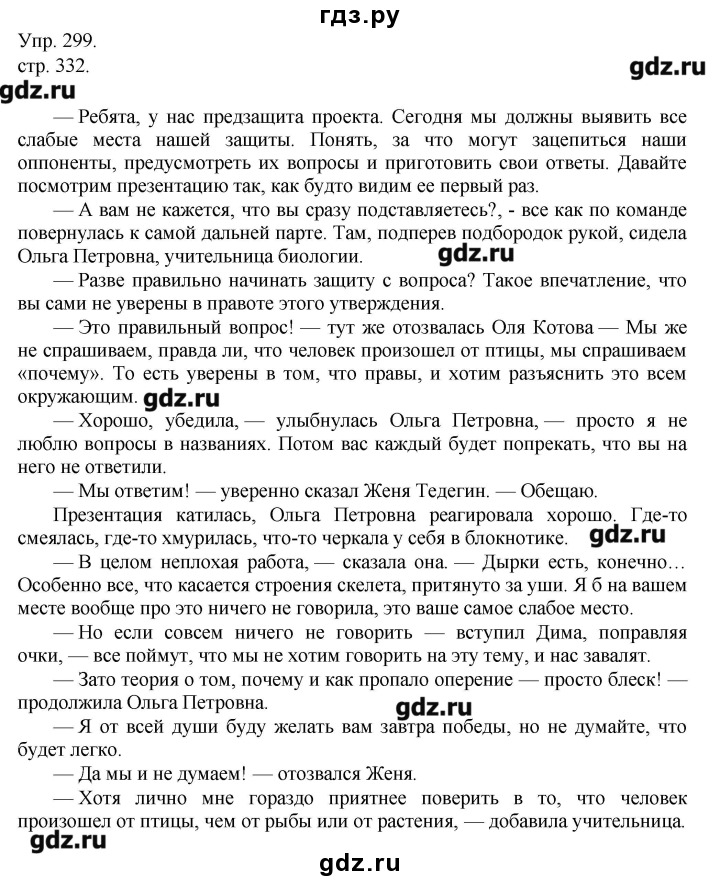 гдз.ру
Упр. 299.
стр. 332.
gdz.ru
gdz.ru
— Ребята, у нас предзащита проекта. Сегодня мы должны выявить все
слабые места нашей защиты. Понять, за что могут зацепиться наши
оппоненты, предусмотреть их вопросы и приготовить свои ответы. Давайте
посмотрим презентацию так, как будто видим ее первый раз.
— А вам не кажется, что вы сразу подставляетесь?, - все как по команде
повернулась к самой дальней парте. Там, подперев подбородок рукой, сидела
Ольга Петровна, учительница биологии.
gdz.ru
— Разве правильно начинать защиту с вопроса? Такое впечатление, что
вы сами не уверены в правоте этого утверждения.
— Это правильный вопрос! — тут же отозвалась Оля Котова — Мы же
не спрашиваем, правда ли, что человек произошел от птицы, мы спрашиваем
«почему». То есть уверены в том, что правы, и хотим разъяснить это всем
окружающим.
gdz.ru
— Хорошо, убедила, — улыбнулась Ольга Петровна, — просто я не
люблю вопросы в названиях. Потом вас каждый будет попрекать, что вы на
него не ответили.
— Мы ответим! — уверенно сказал Женя Тедегин. — Обещаю.
Презентация катилась, Ольга Петровна реагировала хорошо. Где-то
смеялась, где-то хмурилась, что-то черкала у себя в блокнотике.
gdz.ru
— В целом неплохая работа, — сказала она. — Дырки есть, конечно…
Особенно все, что касается строения скелета, притянуто за уши. Я б на вашем
месте вообще про это ничего не говорила, это ваше самое слабое место.
— Но если совсем ничего не говорить — вступил Дима, поправляя
очки, — все поймут, что мы не хотим говорить на эту тему, и нас завалят.
— Зато теория о том, почему и как пропало оперение — просто блеск! —
продолжила Ольга Петровна.
gdz.ru
— Я от всей души буду желать вам завтра победы, но не думайте, что
будет легко.
— Да мы и не думаем! — отозвался Женя.
— Хотя лично мне гораздо приятнее поверить в то, что человек
произошел от птицы, чем от рыбы или от растения, — добавила учительница.
gdz.ru
gdz.ru